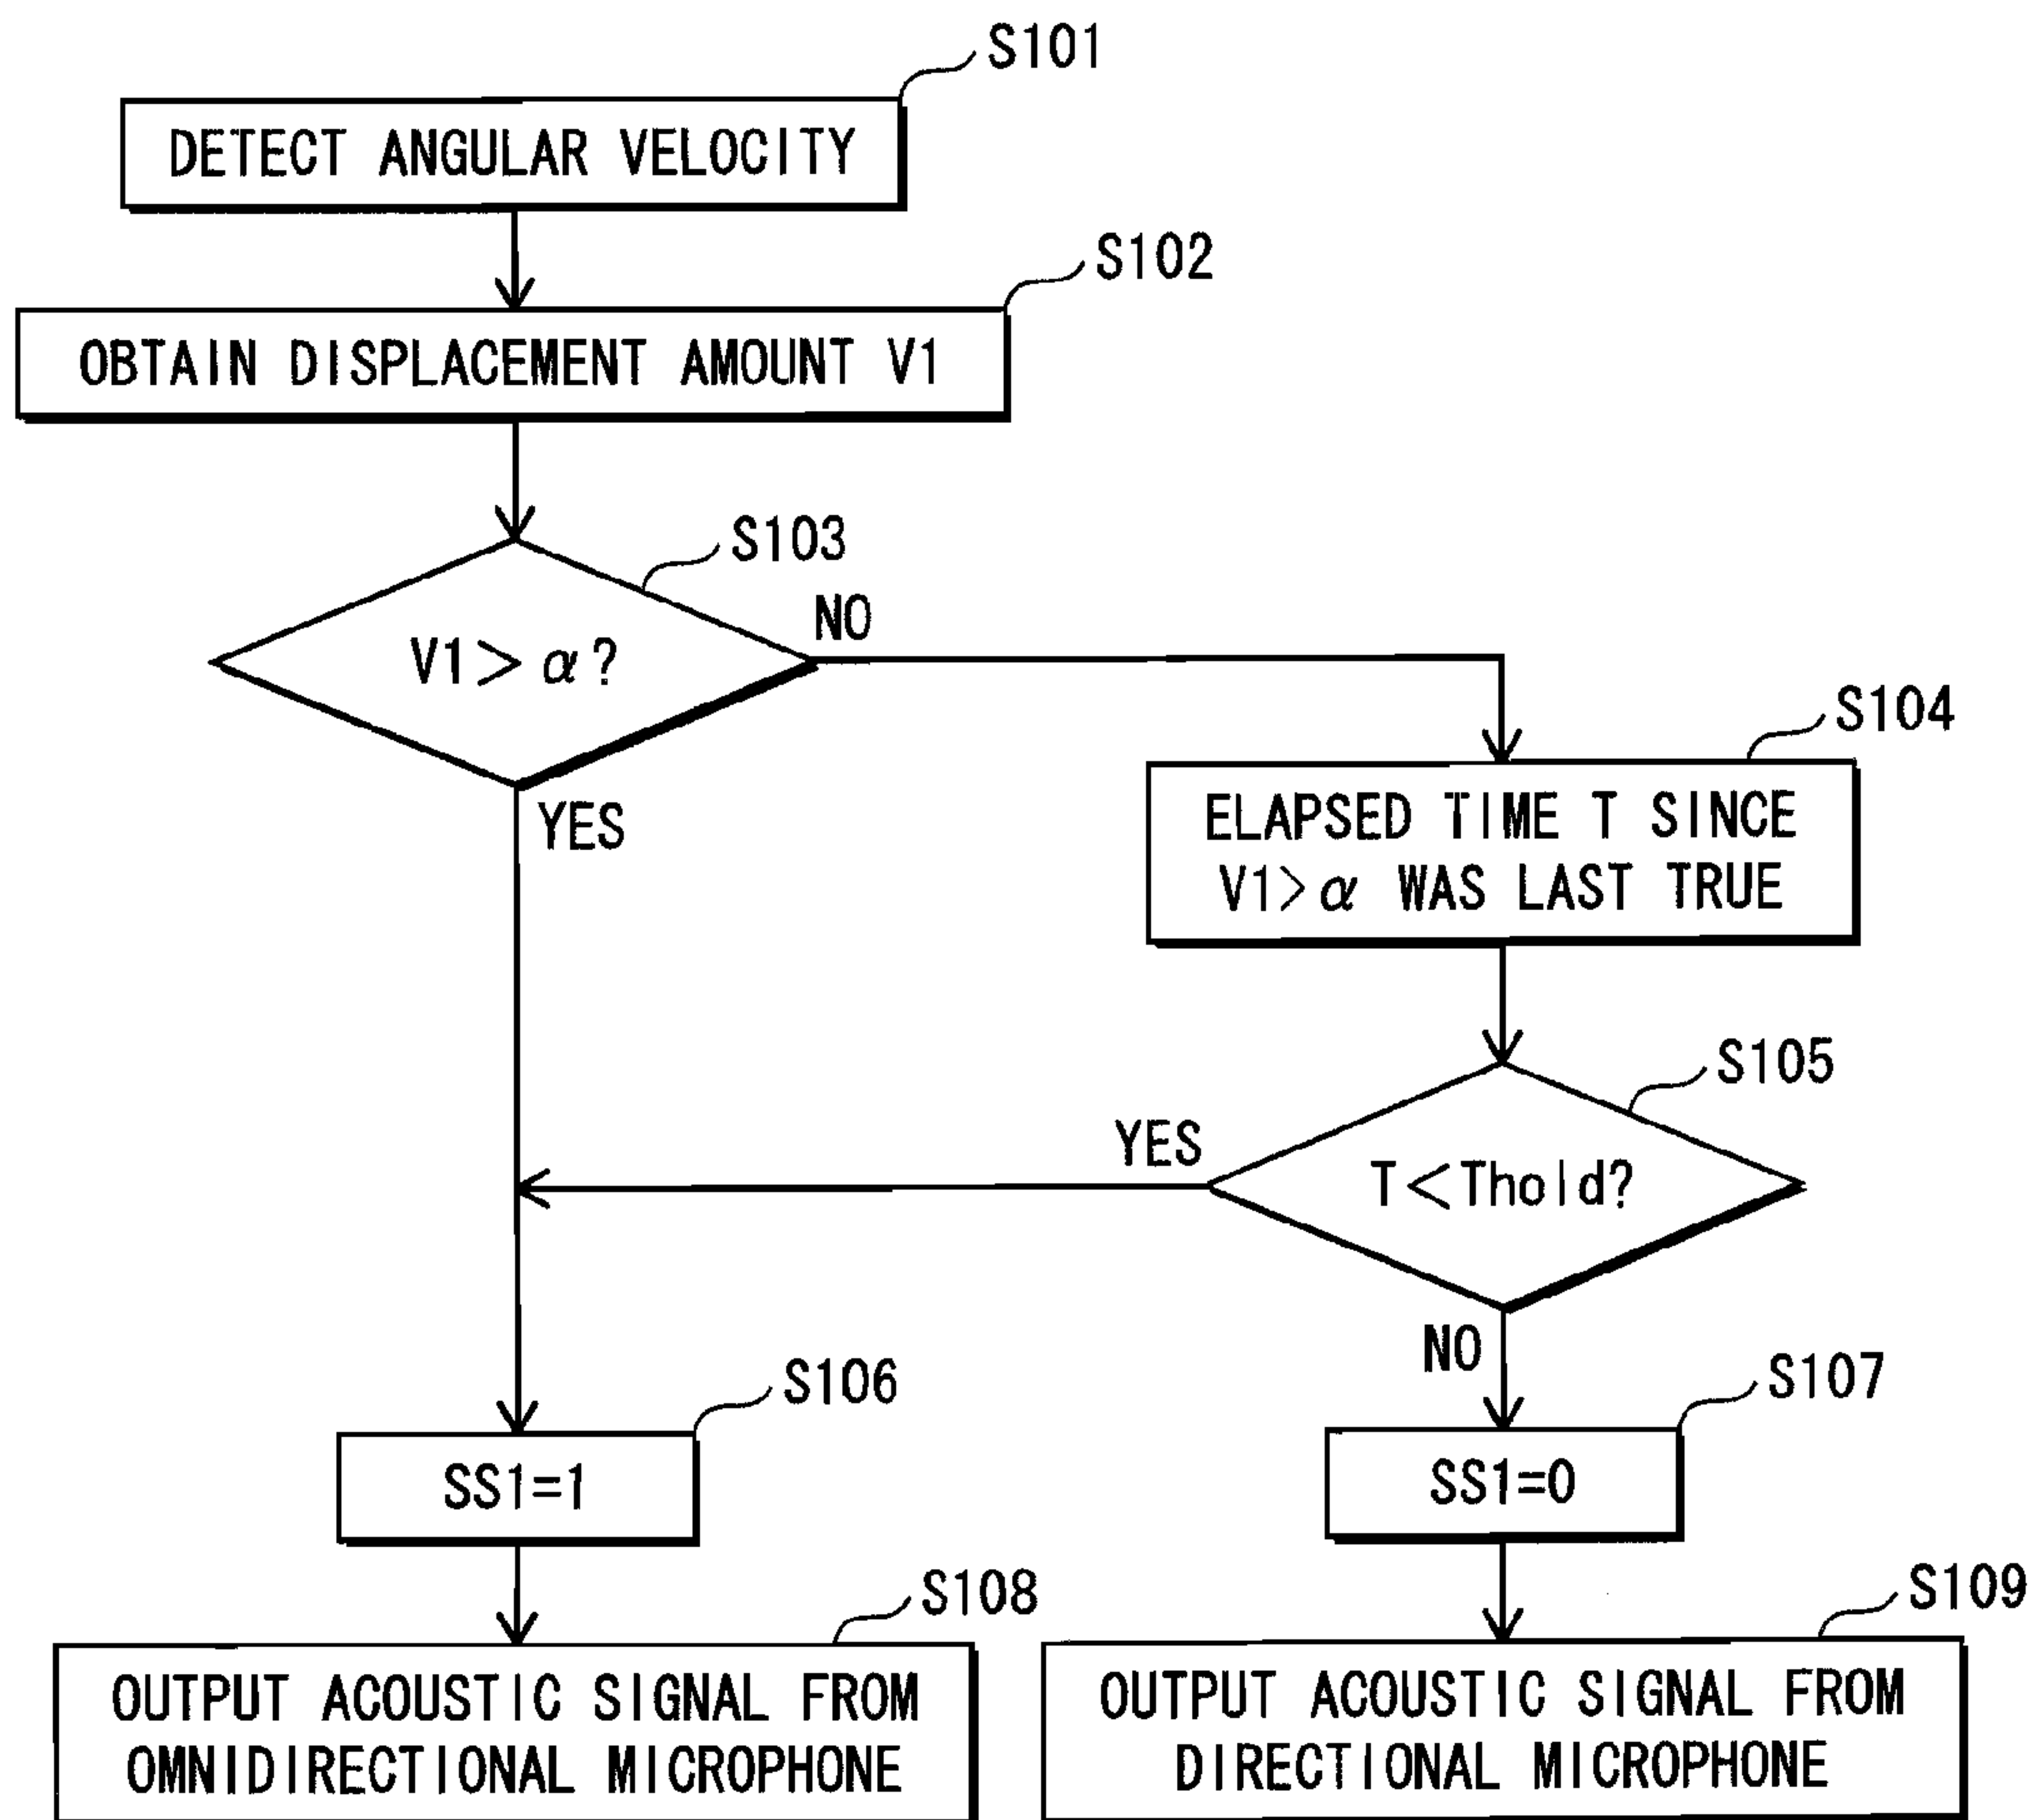 S101
DETECT ANGULAR VELOCITY
S102
OBTAIN DISPLACEMENT AMOUNT V1
S103
V1>α?
NO
YES
S104
ELAPSED TIME T SINCE
V1>α WAS LAST TRUE
S105
T<Thold?
YES
NO
S106
SS1=1
S107
SS1=0
S108
OUTPUT ACOUSTIC SIGNAL FROM
OMNIDIRECTIONAL MICROPHONE
S109
OUTPUT ACOUSTIC SIGNAL FROM
DIRECTIONAL MICROPHONE